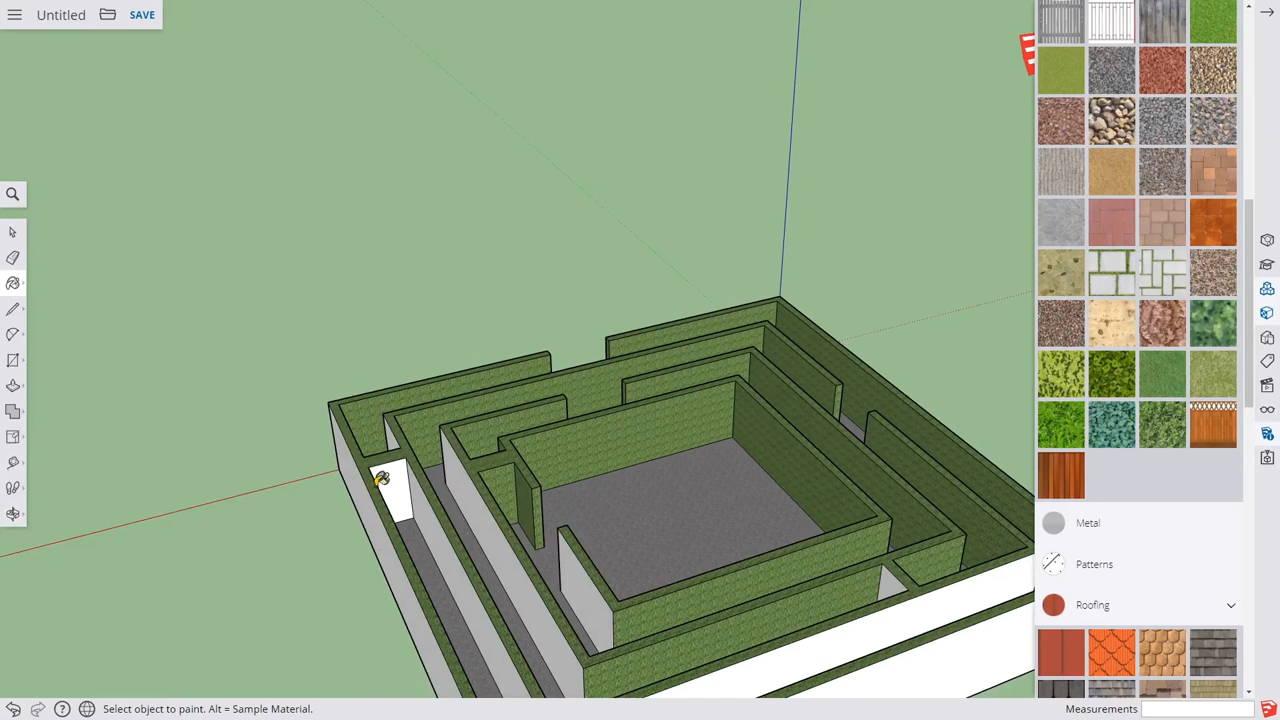 Untitled
SAVE
Metal
Patterns
Roofing
Select object to paint. Alt = Sample Material.
Measurements